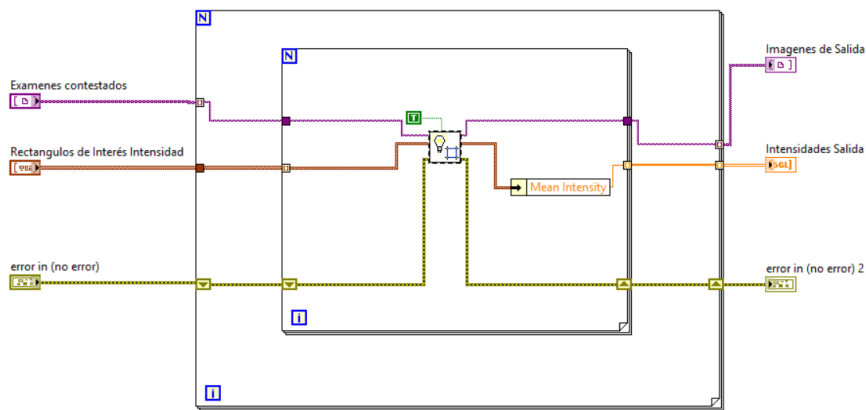 N
N
Imagenes de Salida
Examenes contestados
T
Rectangulos de Interés Intensidad
Intensidades Salida
SGL
Mean Intensity
error in (no error)
error in (no error) 2
i
i